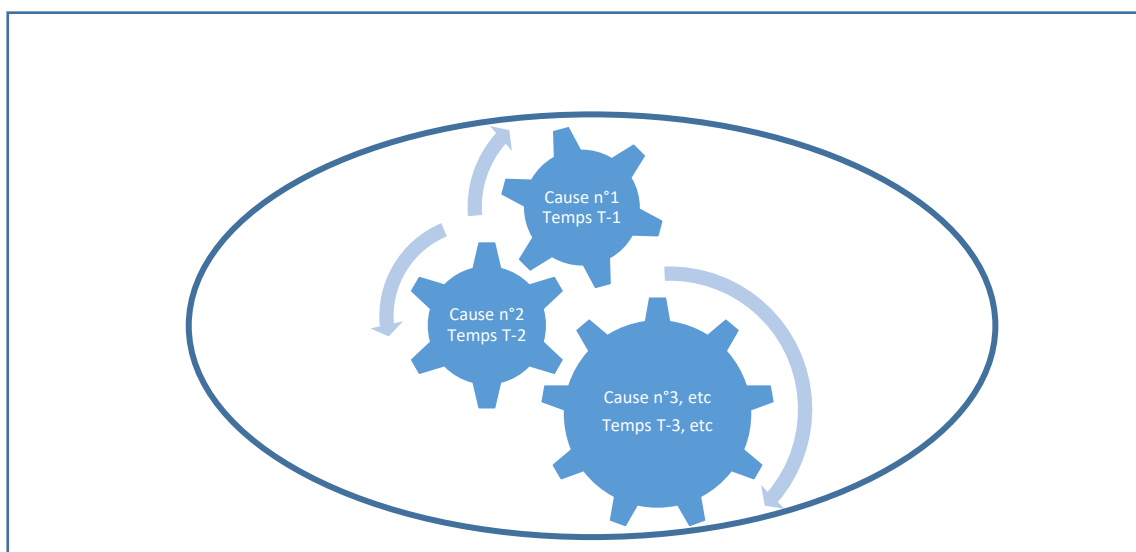 Cause n°1
Temps T-1
Cause n°2
Temps T-2
Cause n°3, etc
Temps T-3, etc